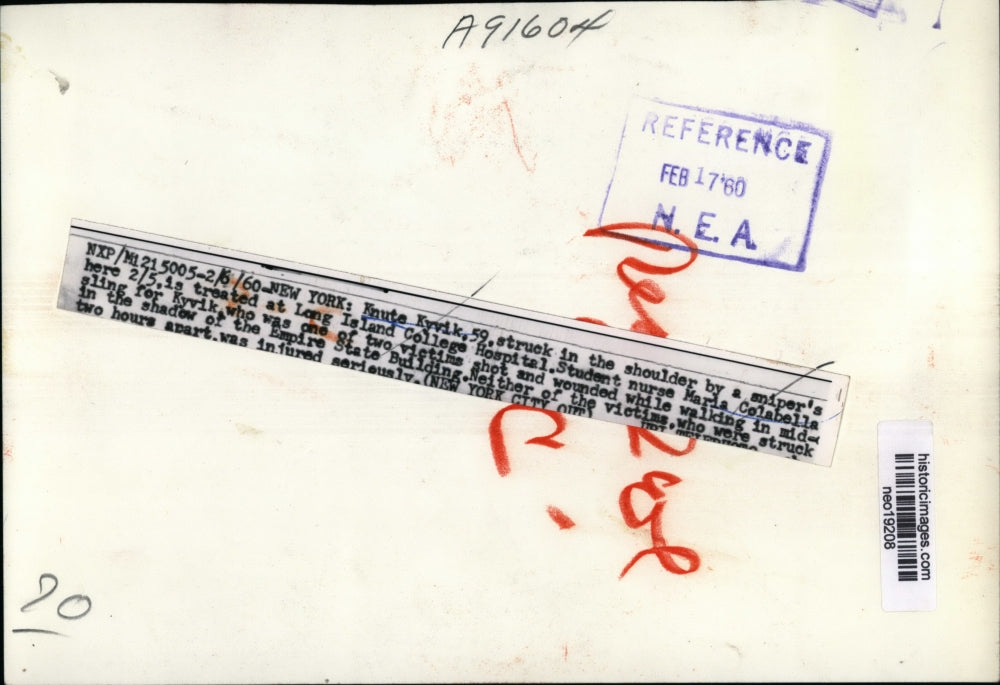 A91604
REFERENCE
FEB 17'60
N.E.A.
NXP/M1215005-2/6/60-NEW YORK: Knute Kyvik,59,struck in the shoulder by a sniper's
here 2/5,is treated at Long Island College Hospital.Student nurse Maria Colabella
sling for Kyvik,who was one of two victims shot and wounded while walking in mid-
in the shadow of the Empire State Building.Neither of the victims,who were struck
two hours apart,was injured seriously.(NEW YORK CITY OUT)
UPI TELEPHOTO
historicimages.com
neo19208
20